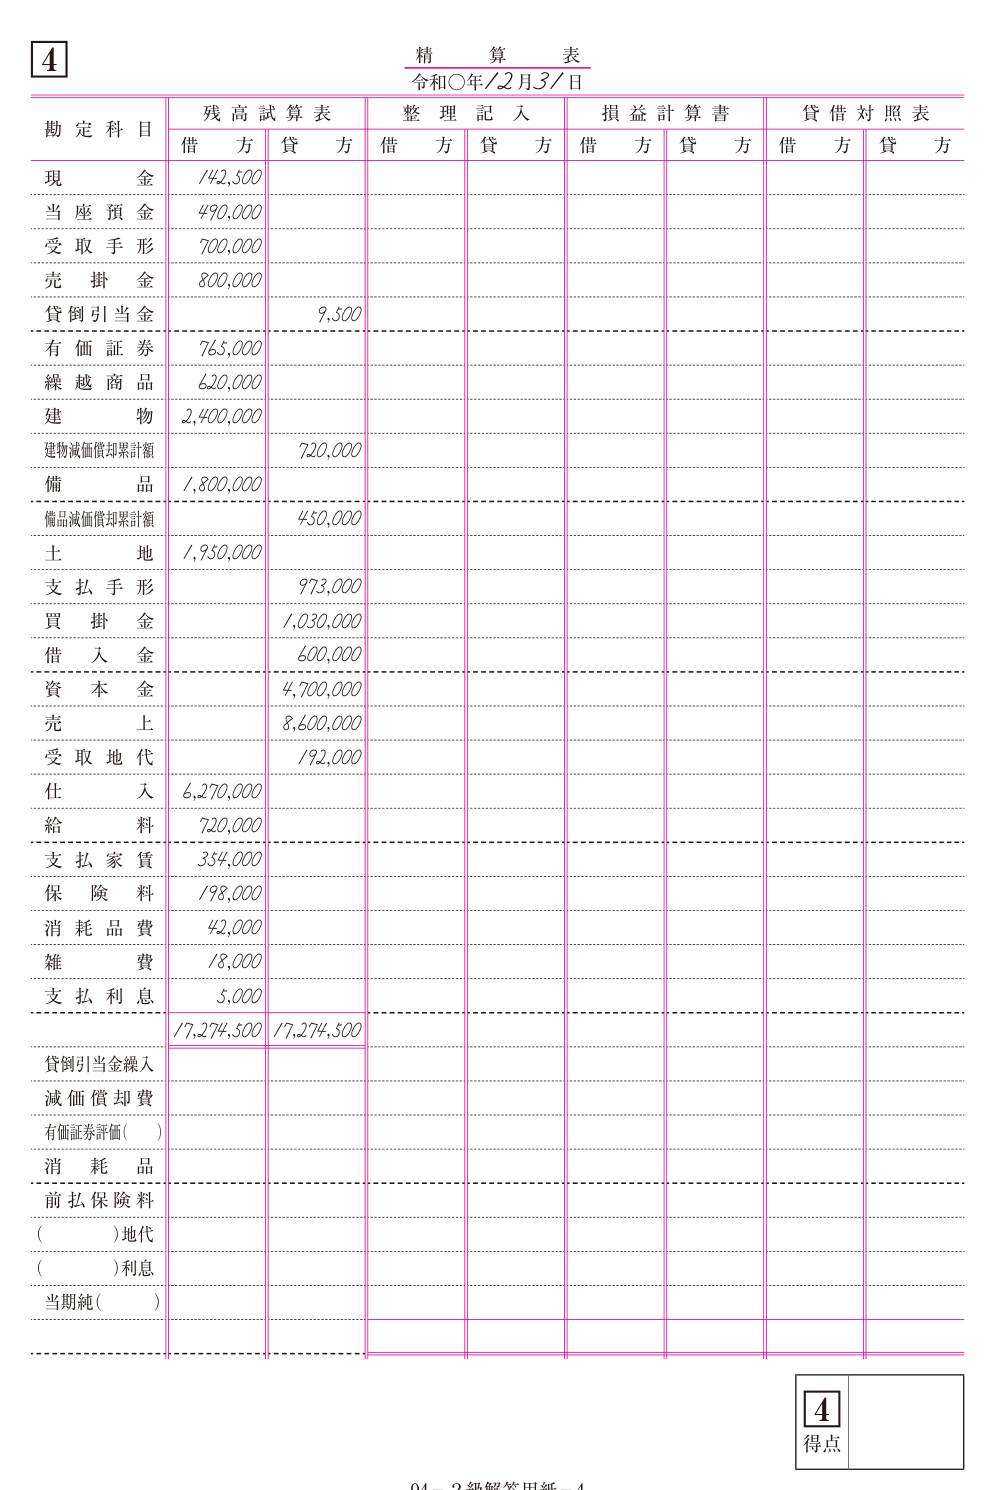 4
精算表
令和〇年12月31日
勘定科目 残高試算表 整理記入 損益計算書 貸借対照表
借方 貸方 借方 貸方 借方 貸方 借方 貸方
現金 142,500
当座預金 490,000
受取手形 700,000
売掛金 800,000
貸倒引当金 9,500
有価証券 765,000
繰越商品 620,000
建物 2,400,000
建物減価償却累計額 720,000
備品 1,800,000
備品減価償却累計額 450,000
土地 1,950,000
支払手形 973,000
買掛金 1,030,000
借入金 600,000
資本金 4,700,000
売上 8,600,000
受取地代 192,000
仕入 6,270,000
給料 720,000
支払家賃 354,000
保険料 198,000
消耗品費 42,000
雑費 18,000
支払利息 5,000
17,274,500 17,274,500
貸倒引当金繰入
減価償却費
有価証券評価( )
消耗品
前払保険料
( )地代
( )利息
当期純( )
4
得点